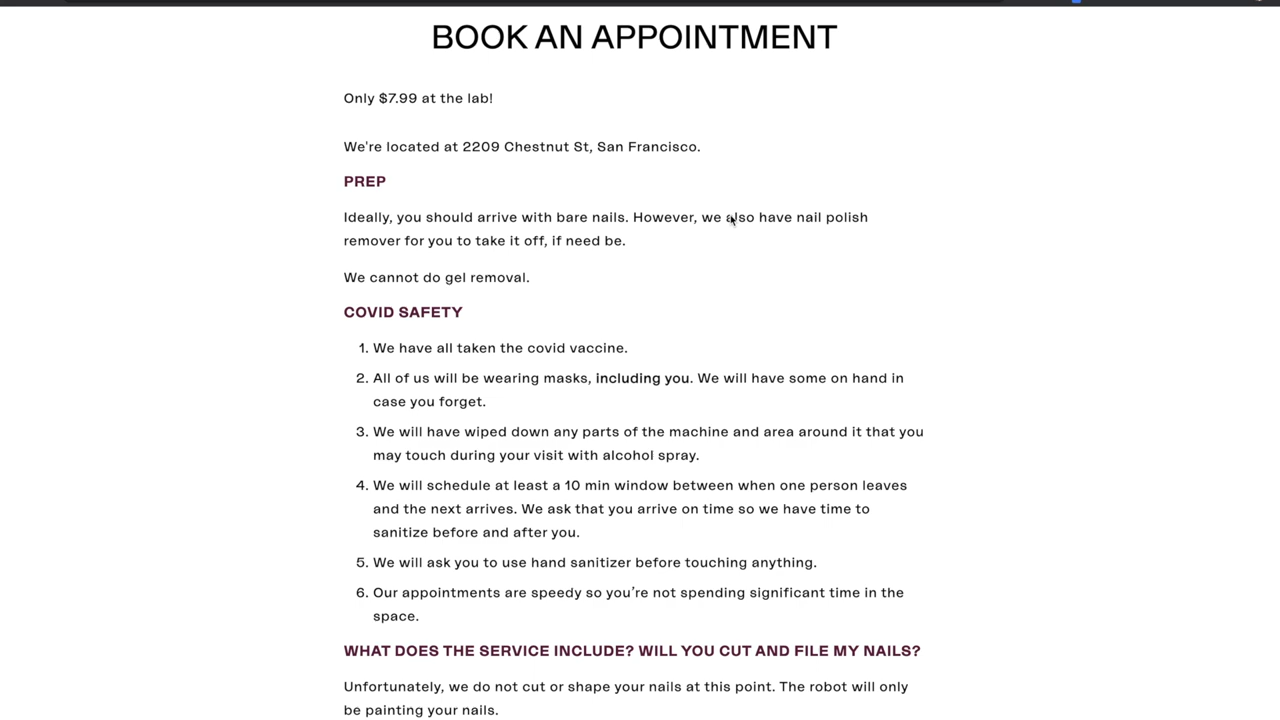 BOOK AN APPOINTMENT
Only $7.99 at the lab!
We're located at 2209 Chestnut St, San Francisco.
PREP
Ideally, you should arrive with bare nails. However, we also have nail polish
remover for you to take it off, if need be.
We cannot do gel removal.
COVID SAFETY
1. We have all taken the covid vaccine.
2. All of us will be wearing masks, including you. We will have some on hand in
case you forget.
3. We will have wiped down any parts of the machine and area around it that you
may touch during your visit with alcohol spray.
4. We will schedule at least a 10 min window between when one person leaves
and the next arrives. We ask that you arrive on time so we have time to
sanitize before and after you.
5. We will ask you to use hand sanitizer before touching anything.
6. Our appointments are speedy so you’re not spending significant time in the
space.
WHAT DOES THE SERVICE INCLUDE? WILL YOU CUT AND FILE MY NAILS?
Unfortunately, we do not cut or shape your nails at this point. The robot will only
be painting your nails.